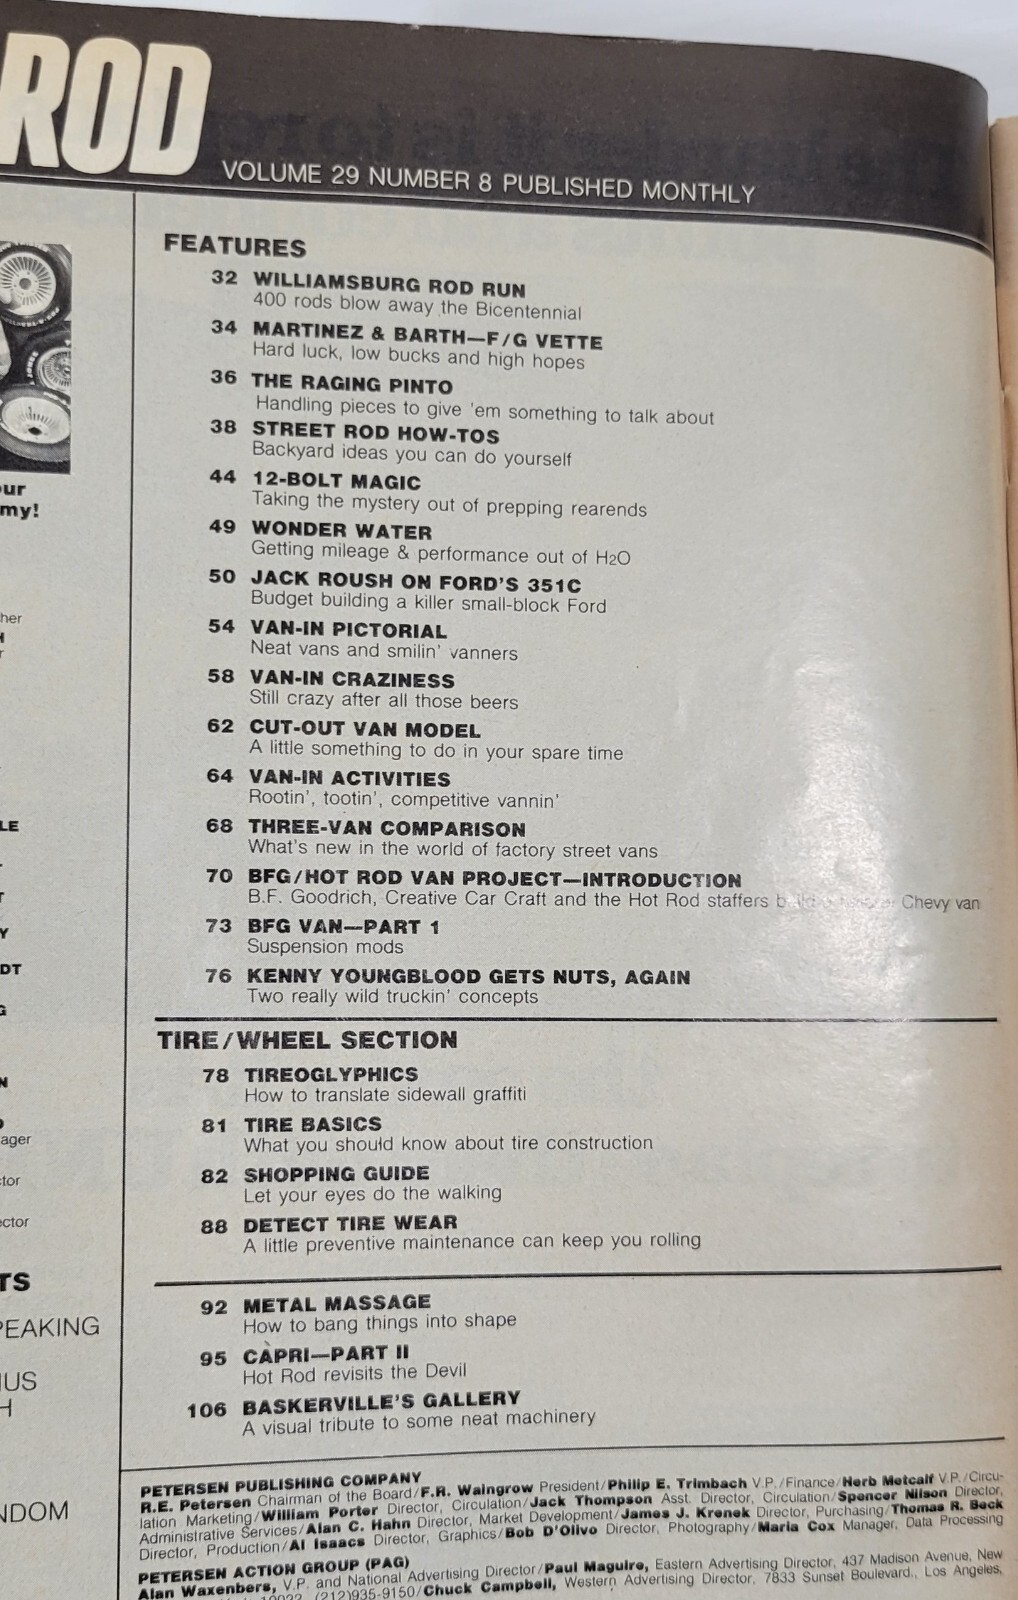 ROD
VOLUME 29 NUMBER 8 PUBLISHED MONTHLY
our
my!
PEAKING
NDOM
FEATURES
32 WILLIAMSBURG ROD RUN
400 rods blow away the Bicentennial
34 MARTINEZ & BARTH—F/G VETTE
Hard luck, low bucks and high hopes
36 THE RAGING PINTO
Handling pieces to give 'em something to talk about
38 STREET ROD HOW-TOS
Backyard ideas you can do yourself
44 12-BOLT MAGIC
Taking the mystery out of prepping rearends
49 WONDER WATER
Getting mileage & performance out of H2O
50 JACK ROUSH ON FORD'S 351C
Budget building a killer small-block Ford
54 VAN-IN PICTORIAL
Neat vans and smilin' vanners
58 VAN-IN CRAZINESS
Still crazy after all those beers
62 CUT-OUT VAN MODEL
A little something to do in your spare time
64 VAN-IN ACTIVITIES
Rootin', tootin', competitive vannin'
68 THREE-VAN COMPARISON
What's new in the world of factory street vans
70 BFG/HOT ROD VAN PROJECT—INTRODUCTION
B.F. Goodrich, Creative Car Craft and the Hot Rod staffers Chevy van
73 BFG VAN—PART 1
Suspension mods
76 KENNY YOUNGBLOOD GETS NUTS, AGAIN
Two really wild truckin' concepts
TIRE/WHEEL SECTION
78 TIREOGLYPHICS
How to translate sidewall graffiti
81 TIRE BASICS
What you should know about tire construction
82 SHOPPING GUIDE
Let your eyes do the walking
88 DETECT TIRE WEAR
A little preventive maintenance can keep you rolling
92 METAL MASSAGE
How to bang things into shape
95 CAPRI—PART II
Hot Rod revisits the Devil
106 BASKERVILLE'S GALLERY
A visual tribute to some neat machinery
PETERSEN PUBLISHING COMPANY
R.E. Petersen Chairman of the Board/F.R. Waingrow President/Philip E. Trimbach V.P./Finance/Herb Metcalf V.P./Circu-
lation Marketing/William Porter Director, Circulation/Jack Thompson Asst. Director, Circulation/Spencer Nilson Director,
Administrative Services/Alan C. Hahn Director, Market Development/James J. Krenek Director, Purchasing/Thomas R. Beck
Director, Production/Al Isaacs Director, Graphics/Bob D'Olivo Director, Photography/Maria Cox Manager, Data Processing
PETERSEN ACTION GROUP (PAG)
Alan Waxenbers, V.P. and National Advertising Director/Paul Maguire, Eastern Advertising Director, 437 Madison Avenue, New
10022, (212)935-9150/Chuck Campbell, Western Advertising Director, 7833 Sunset Boulevard., Los Angeles,